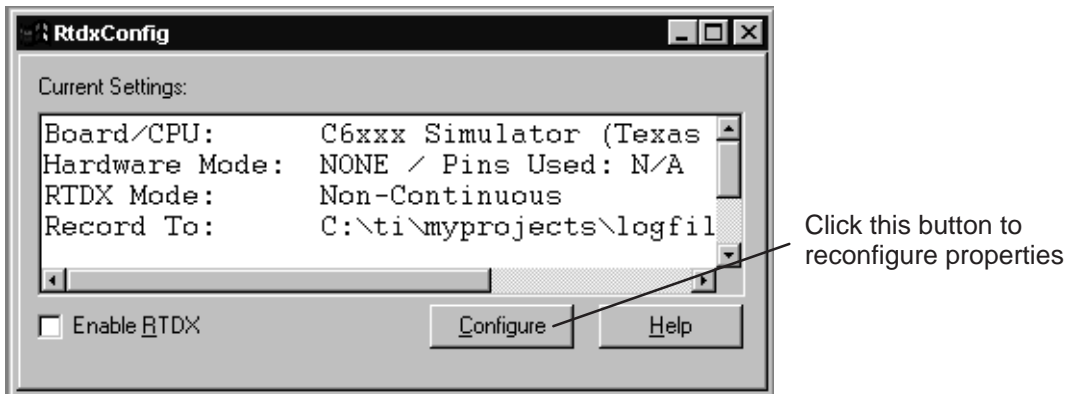 RtdxConfig
Current Settings:
Board/CPU: C6xxx Simulator (Texas
Hardware Mode: NONE / Pins Used: N/A
RTDX Mode: Non-Continuous
Record To: C:\ti\myprojects\logfil
Enable RTDX
Configure
Help
Click this button to
reconfigure properties